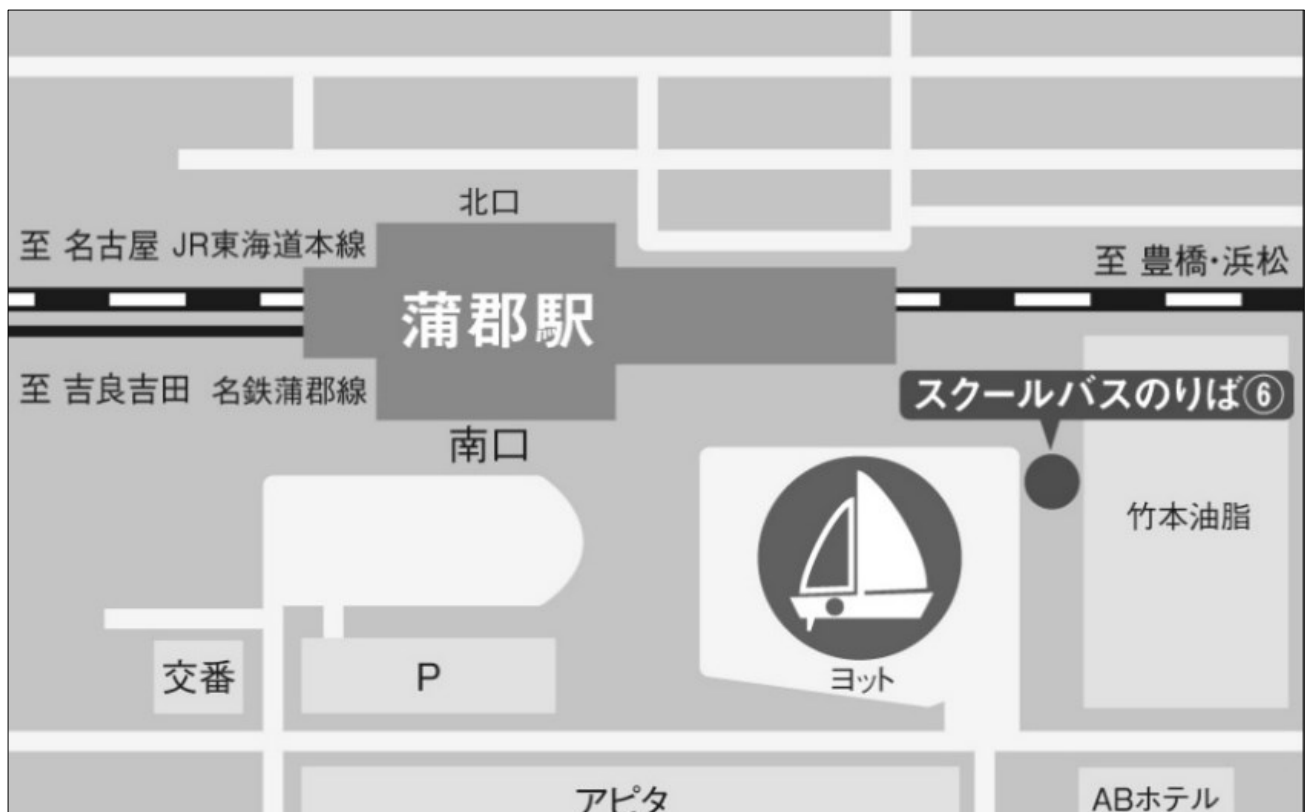 北口
至 名古屋 JR東海道本線
至 豊橋・浜松
蒲郡駅
至 吉良吉田 名鉄蒲郡線
スクールバスのりば⑥
南口
竹本油脂
交番
P
ヨット
アピタ
ABホテル